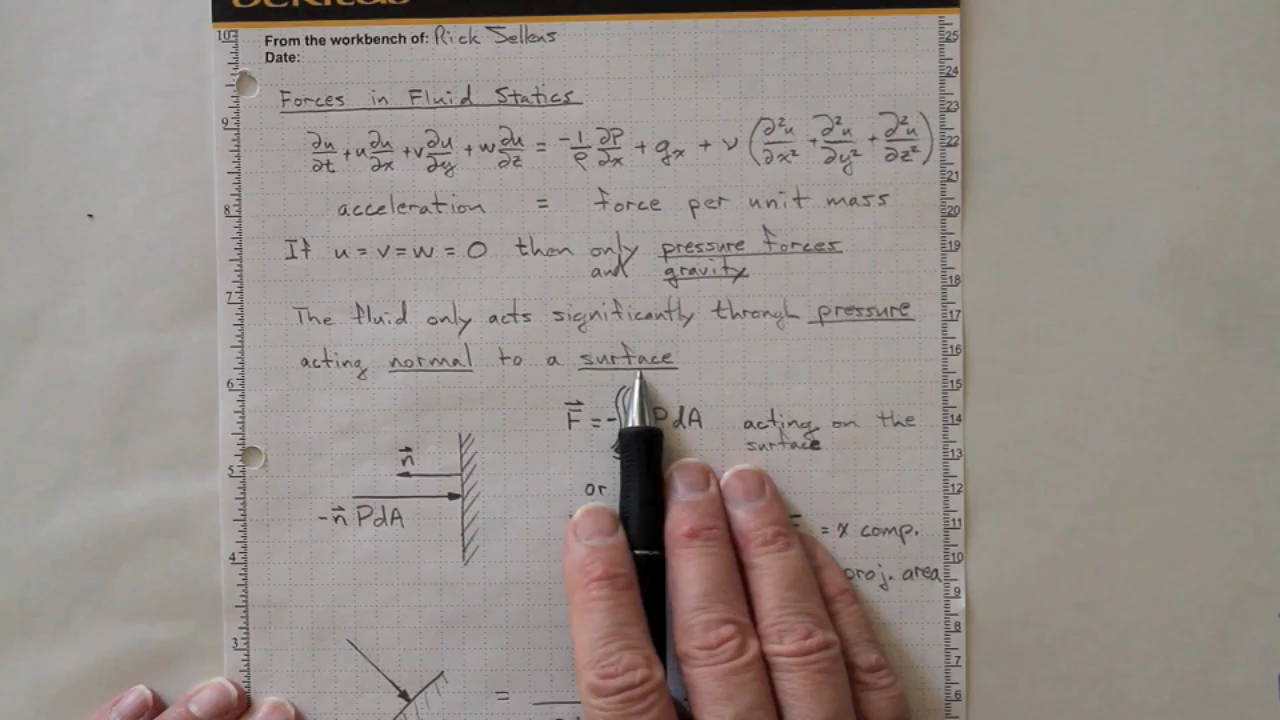 From the workbench of: Rick Sellens
Date:
Forces in Fluid Statics
∂u/∂t + u ∂u/∂x + v ∂u/∂y + w ∂u/∂z = -1/ρ ∂P/∂x + gx + ν (∂²u/∂x² + ∂²u/∂y² + ∂²u/∂z²)
acceleration = force per unit mass
If u = v = w = 0 then only pressure forces
and gravity
The fluid only acts significantly through pressure
acting normal to a surface
F⃗ = -∫ P dA acting on the
surface
n⃗
-n⃗ PdA
or
= x comp.
proj. area
=